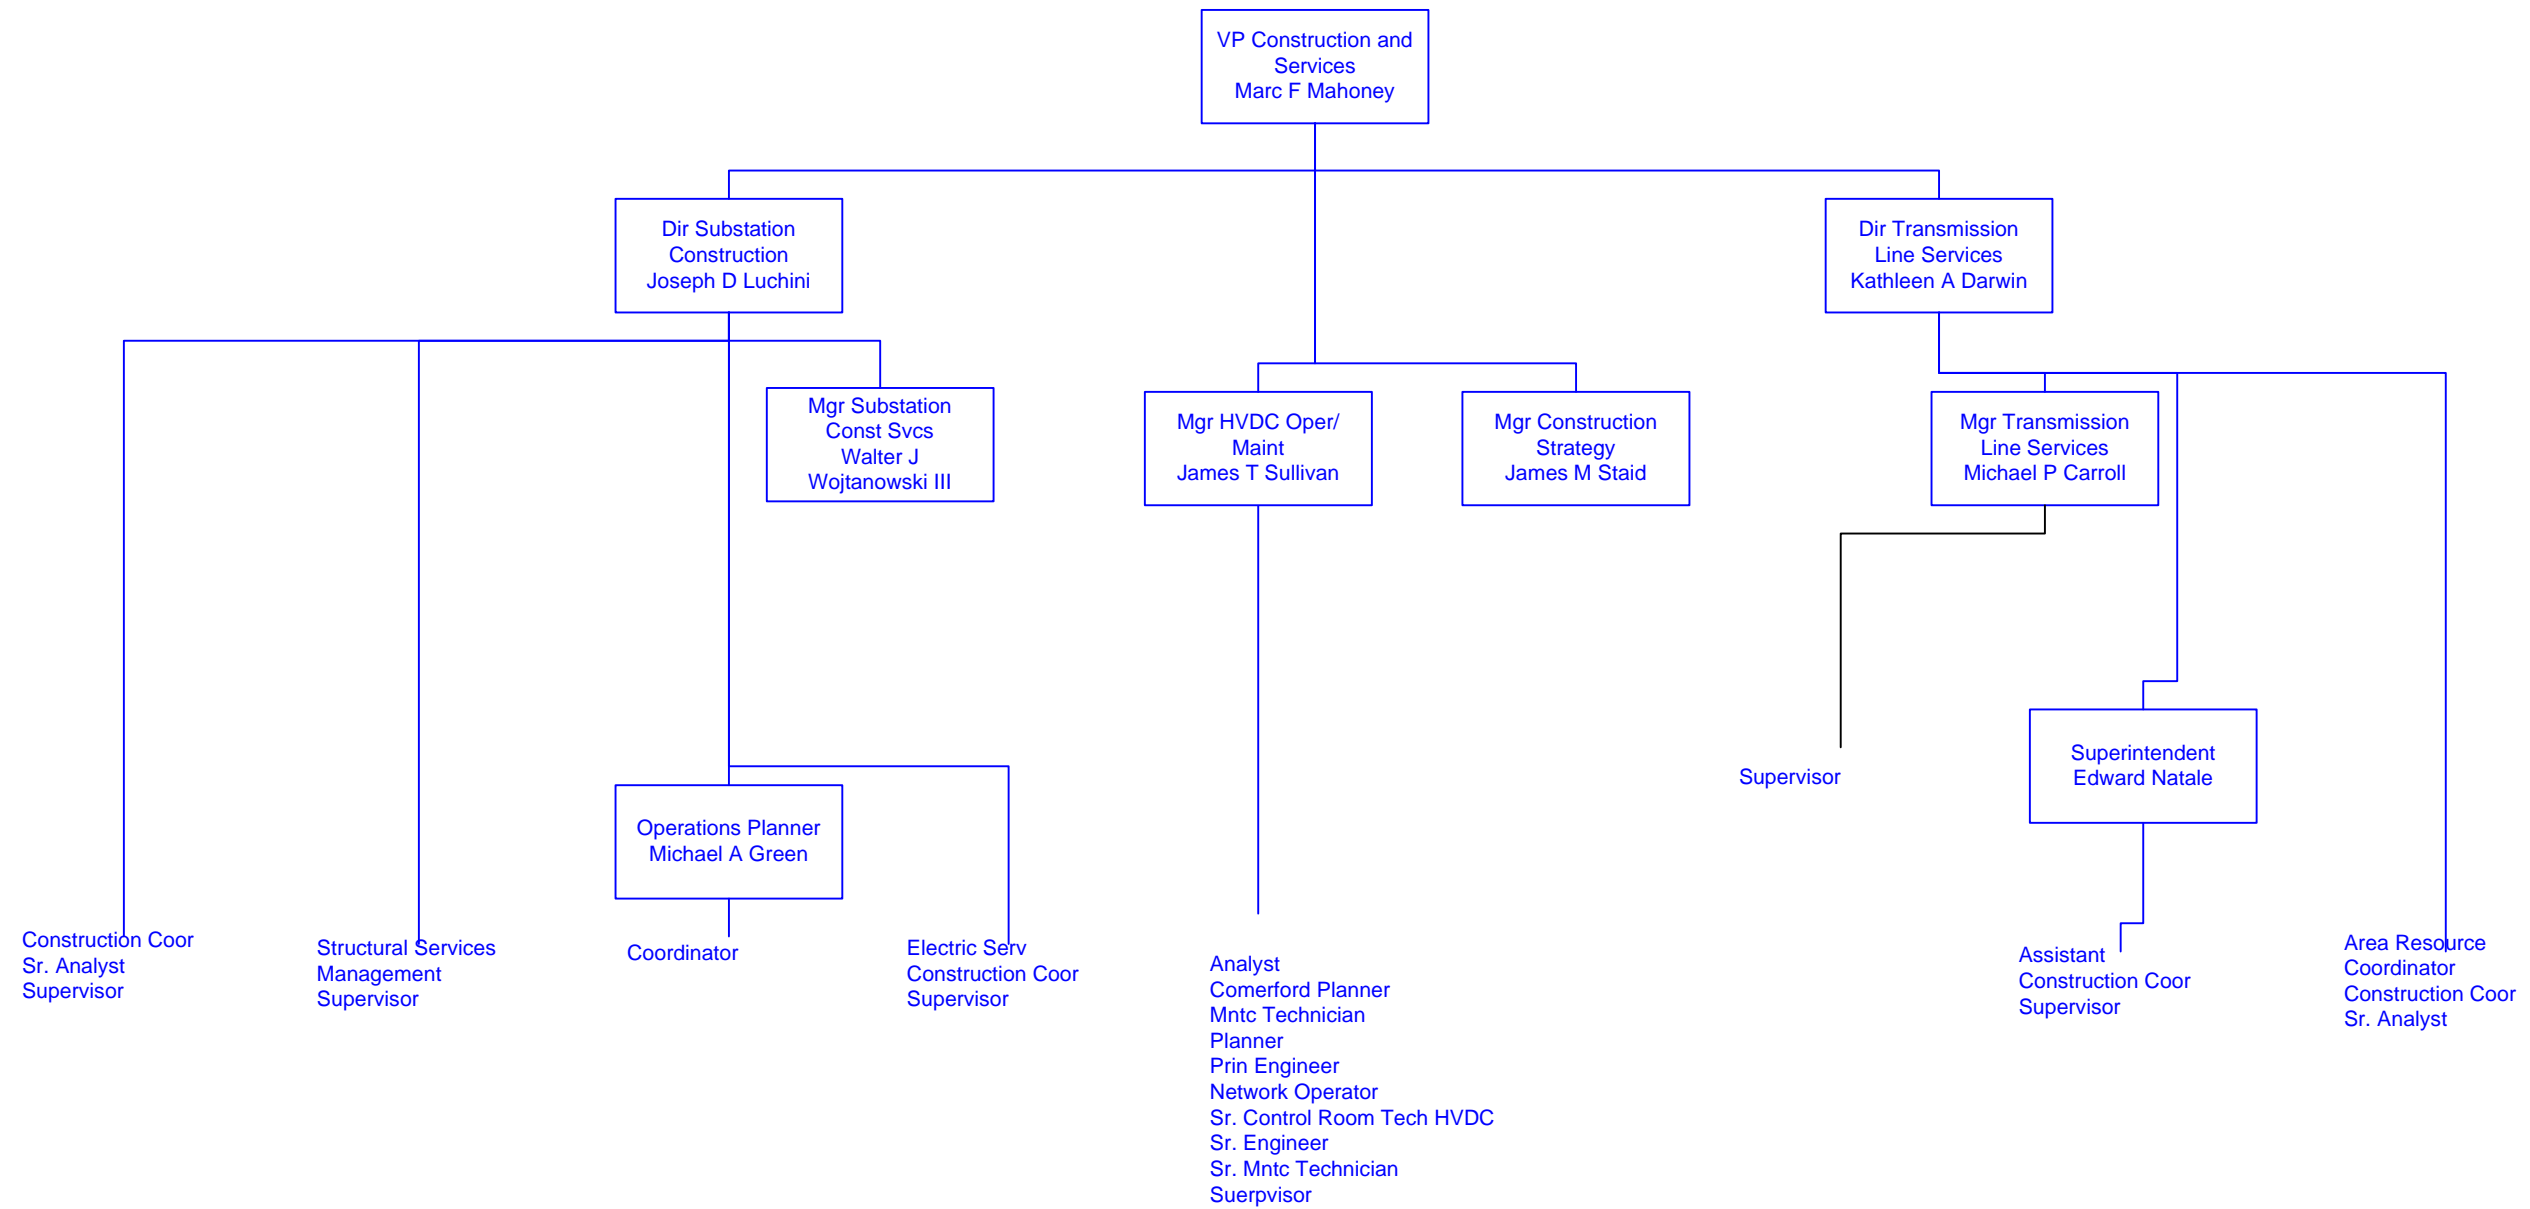 VP Construction and
Services
Marc F Mahoney
Dir Substation
Construction
Joseph D Luchini
Dir Transmission
Line Services
Kathleen A Darwin
Mgr Substation
Const Svcs
Walter J
Wojtanowski III
Mgr HVDC Oper/
Maint
James T Sullivan
Mgr Construction
Strategy
James M Staid
Mgr Transmission
Line Services
Michael P Carroll
Supervisor
Superintendent
Edward Natale
Operations Planner
Michael A Green
Construction Coor
Sr. Analyst
Supervisor
Structural Services
Management
Supervisor
Coordinator
Electric Serv
Construction Coor
Supervisor
Analyst
Comerford Planner
Mntc Technician
Planner
Prin Engineer
Network Operator
Sr. Control Room Tech HVDC
Sr. Engineer
Sr. Mntc Technician
Suerpvisor
Assistant
Construction Coor
Supervisor
Area Resource
Coordinator
Construction Coor
Sr. Analyst